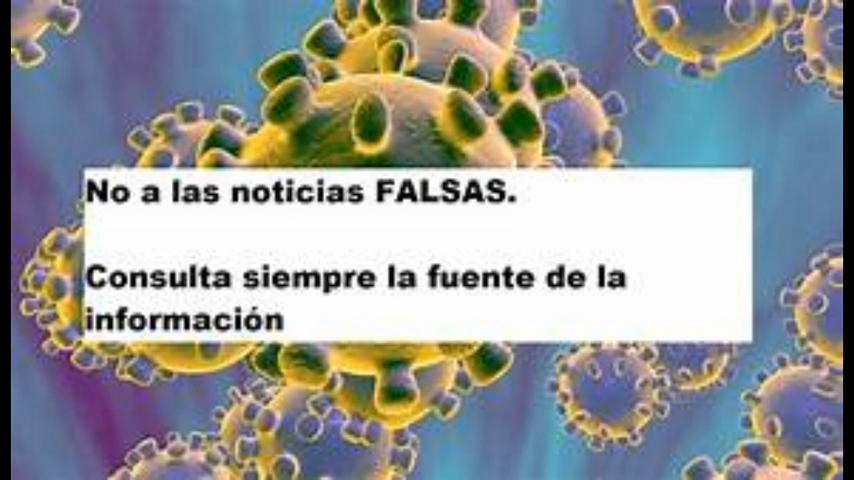 No a las noticias FALSAS.
Consulta siempre la fuente de la
información